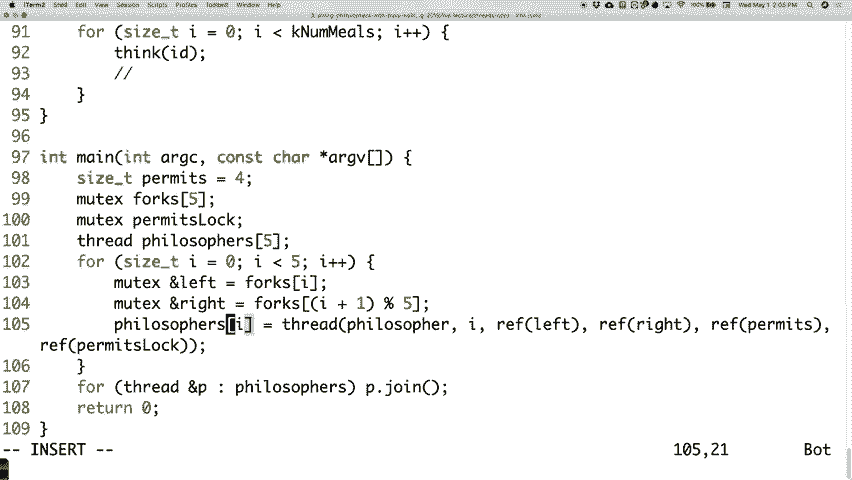 iTerm2 Shell Edit View Session Scripts Profiles Toolbelt Window Help 100% Wed May 1 2:05 PM
91 for (size_t i = 0; i < kNumMeals; i++) {
92 think(id);
93 //
94 }
95 }
96
97 int main(int argc, const char *argv[]) {
98 size_t permits = 4;
99 mutex forks[5];
100 mutex permitsLock;
101 thread philosophers[5];
102 for (size_t i = 0; i < 5; i++) {
103 mutex &left = forks[i];
104 mutex &right = forks[(i + 1) % 5];
105 philosophers[i] = thread(philosopher, i, ref(left), ref(right), ref(permits),
ref(permitsLock));
106 }
107 for (thread &p : philosophers) p.join();
108 return 0;
109 }
-- INSERT -- 105,21 Bot